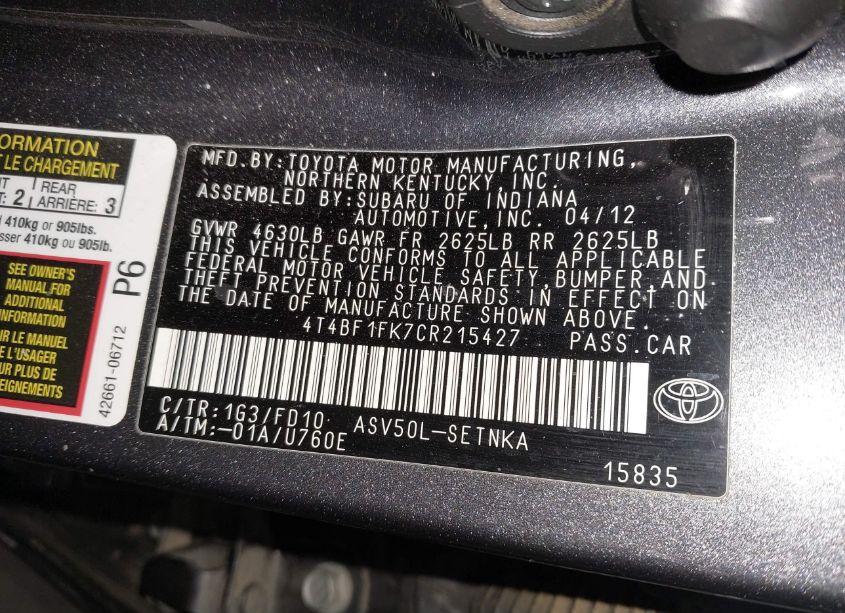 ORMATION
LE CHARGEMENT
2
REAR
ARRIÈRE: 3
410kg or 905lbs.
sser 410kg ou 905lb.
SEE OWNER'S
MANUAL FOR
ADDITIONAL
INFORMATION
LE MANUEL
L'USAGER
PLUS DE
EIGNEMENTS
P6
42661-06712
MFD.BY:TOYOTA MOTOR MANUFACTURING,
NORTHERN KENTUCKY,INC.
ASSEMBLED BY:SUBARU OF INDIANA
AUTOMOTIVE,INC. 04/12
GVWR 4630LB GAWR FR 2625LB RR 2625LB
THIS VEHICLE CONFORMS TO ALL APPLICABLE
FEDERAL MOTOR VEHICLE SAFETY,BUMPER,AND
THEFT PREVENTION STANDARDS IN EFFECT ON
THE DATE OF MANUFACTURE SHOWN ABOVE.
4T4BF1FK7CR215427 PASS.CAR
C/TR:1G3/FD10 ASV50L-SETNKA
A/TM:-01A/U760E
15835